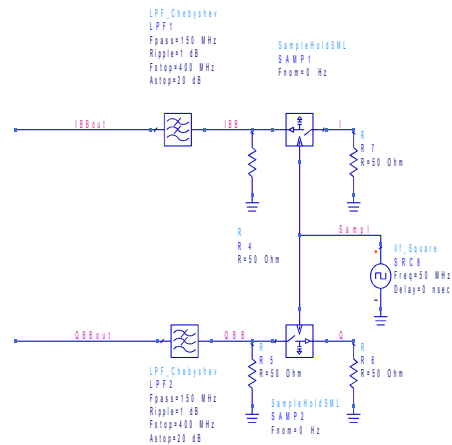 LPF_Chebyshev
LPF1
Fpass=150 MHz
Ripple=1 dB
Fstop=400 MHz
Astop=20 dB
SampleHoldSML
SAMP1
Fnom=0 Hz
IBBout
IBB
I
R
R7
R=50 Ohm
R
R4
R=50 Ohm
SampI
Vf_Square
SRC8
Freq=50 MHz
Delay=0 nsec
+
-
QBBout
QBB
Q
R
R5
R=50 Ohm
R
R6
R=50 Ohm
LPF_Chebyshev
LPF2
Fpass=150 MHz
Ripple=1 dB
Fstop=400 MHz
Astop=20 dB
SampleHoldSML
SAMP2
Fnom=0 Hz